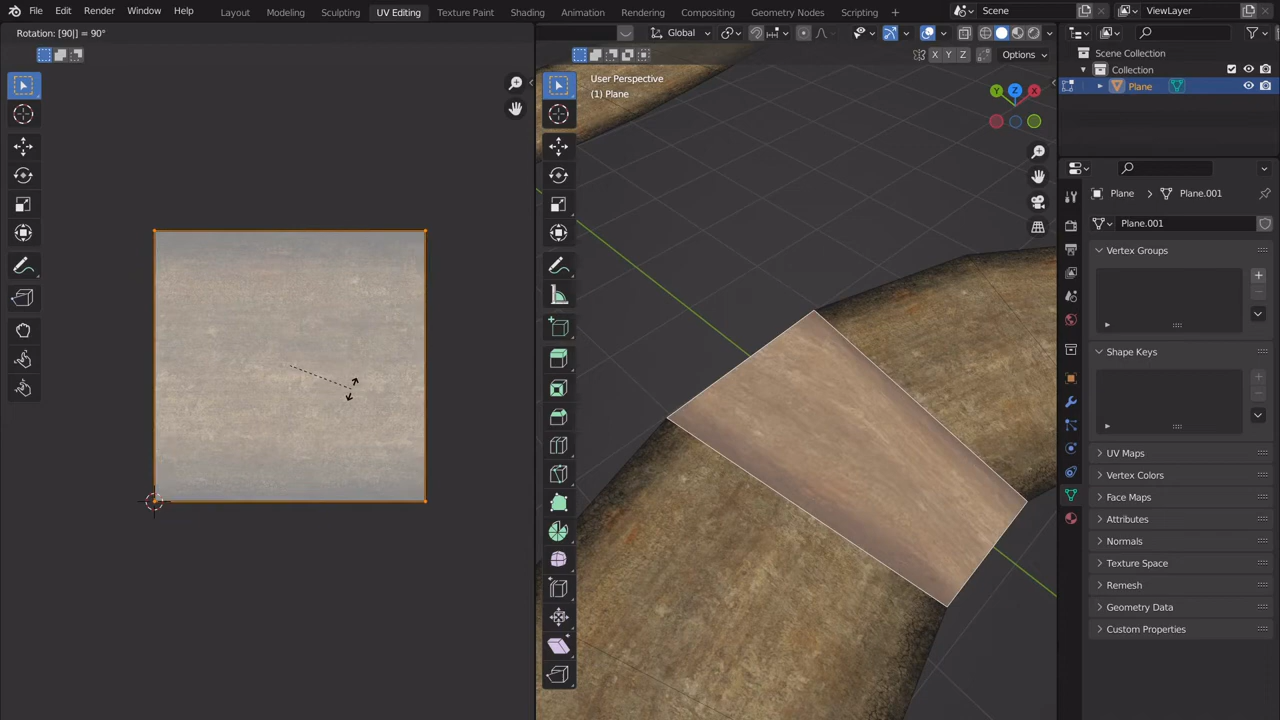 File Edit Render Window Help
Layout Modeling Sculpting UV Editing Texture Paint Shading Animation Rendering Compositing Geometry Nodes Scripting +
Scene
ViewLayer
Rotation: [90|] = 90°
Global
X Y Z
Options
User Perspective
(1) Plane
Y Z X
Scene Collection
Collection
Plane
Plane > Plane.001
Plane.001
Vertex Groups
Shape Keys
UV Maps
Vertex Colors
Face Maps
Attributes
Normals
Texture Space
Remesh
Geometry Data
Custom Properties